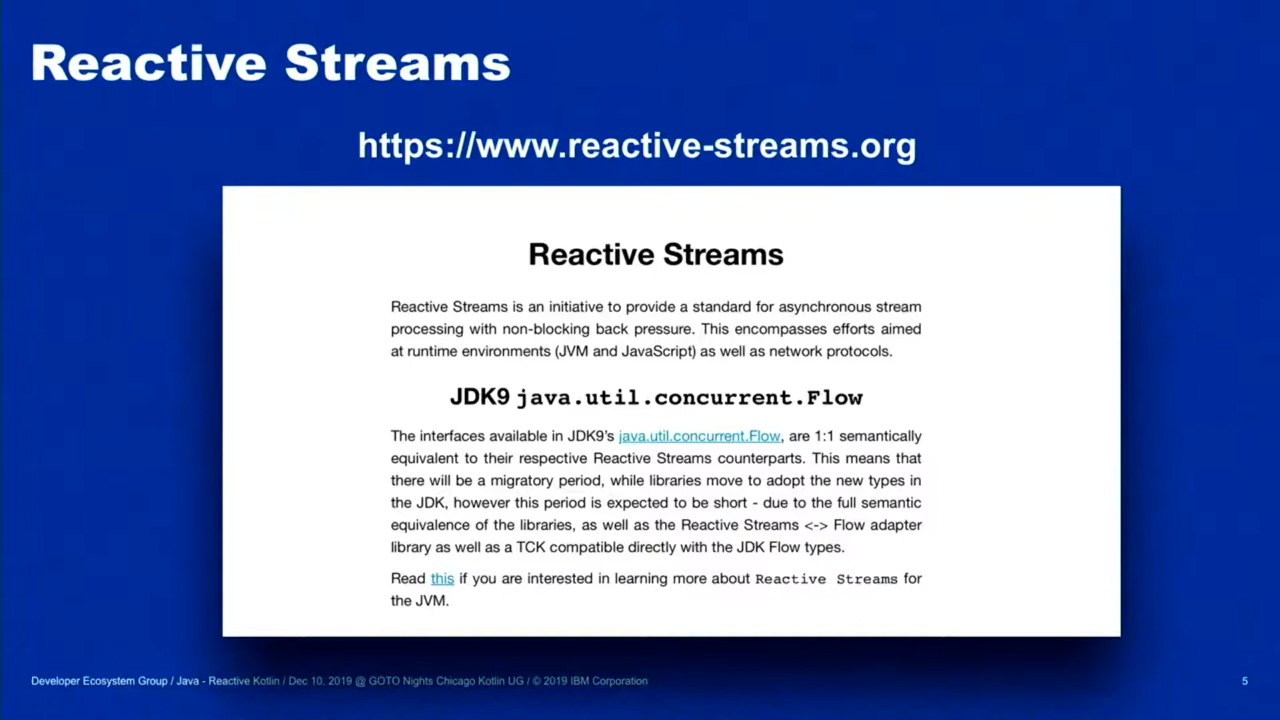 Reactive Streams
https://www.reactive-streams.org
Reactive Streams
Reactive Streams is an initiative to provide a standard for asynchronous stream
processing with non-blocking back pressure. This encompasses efforts aimed
at runtime environments (JVM and JavaScript) as well as network protocols.
JDK9 java.util.concurrent.Flow
The interfaces available in JDK9’s java.util.concurrent.Flow, are 1:1 semantically
equivalent to their respective Reactive Streams counterparts. This means that
there will be a migratory period, while libraries move to adopt the new types in
the JDK, however this period is expected to be short - due to the full semantic
equivalence of the libraries, as well as the Reactive Streams <-> Flow adapter
library as well as a TCK compatible directly with the JDK Flow types.
Read this if you are interested in learning more about Reactive Streams for
the JVM.
Developer Ecosystem Group / Java - Reactive Kotlin / Dec 10, 2019 @ GOTO Nights Chicago Kotlin UG / © 2019 IBM Corporation
5